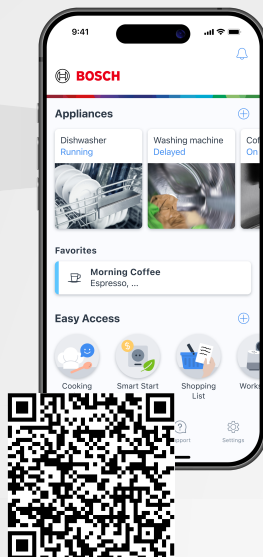 9:41
BOSCH
Appliances
Dishwasher
Running
Washing machine
Delayed
Cof
On
Favorites
Morning Coffee
Espresso, ...
Easy Access
Cooking
Smart Start
Shopping
List
Works
pport
Settings